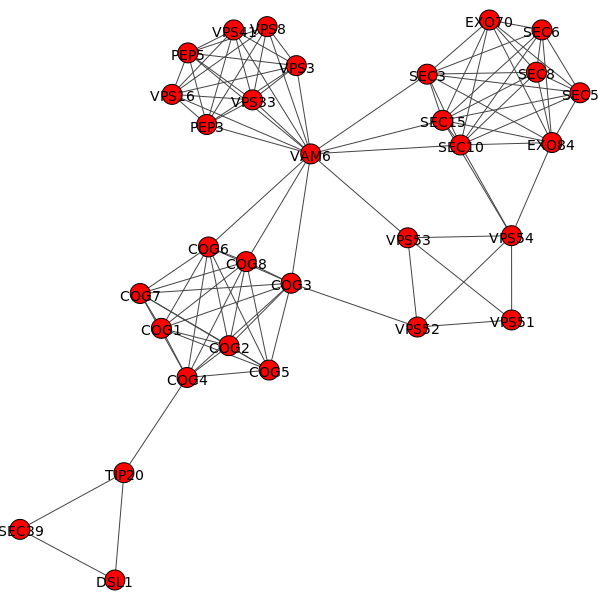 EXO70
VPS41
VPS8
SEC6
PEP5
VPS3
SEC3
SEC8
SEC5
VPS16
VPS33
PEP3
SEC15
SEC10
EXO84
VAM6
VPS53
VPS54
COG6
COG8
COG3
COG7
COG1
VPS52
VPS51
COG2
COG4
COG5
TIP20
SEC39
DSL1